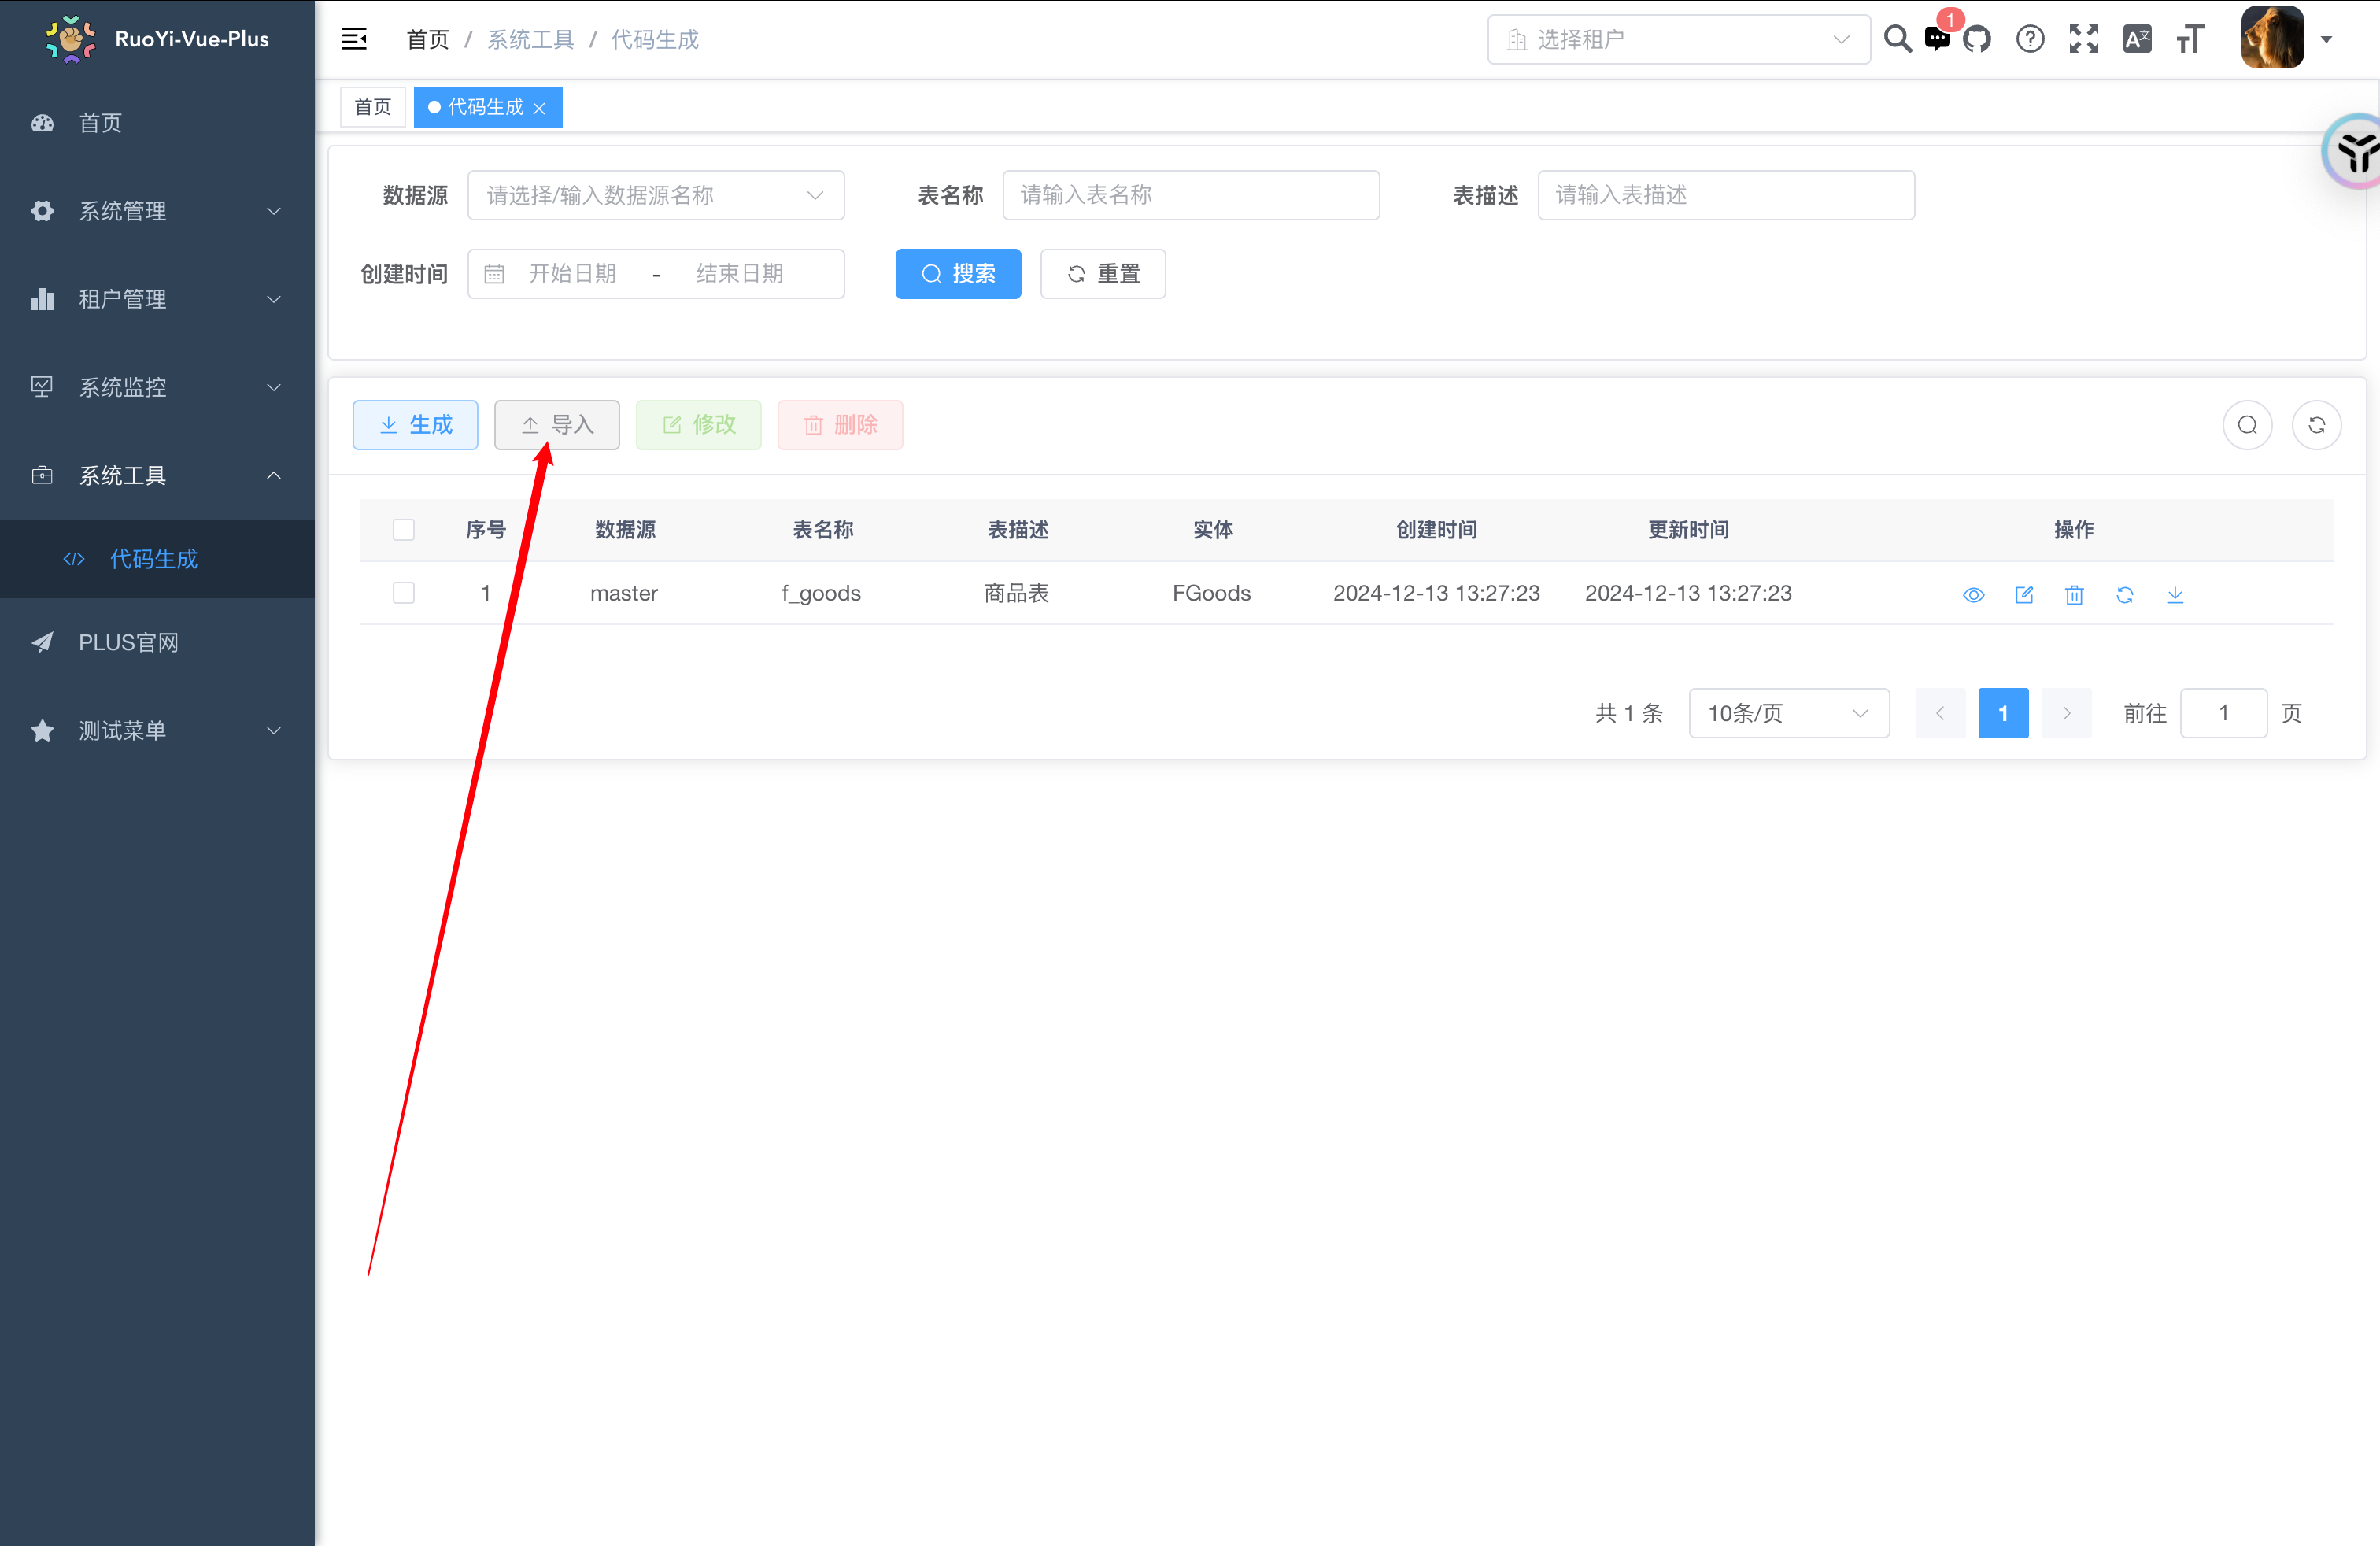 RuoYi-Vue-Plus
首页 / 系统工具 / 代码生成
选择租户
1
首页
代码生成
首页
系统管理
租户管理
系统监控
系统工具
代码生成
PLUS官网
测试菜单
数据源 请选择/输入数据源名称 表名称 请输入表名称 表描述 请输入表描述
创建时间 开始日期 - 结束日期 搜索 重置
生成 导入 修改 删除
序号 数据源 表名称 表描述 实体 创建时间 更新时间 操作
1 master f_goods 商品表 FGoods 2024-12-13 13:27:23 2024-12-13 13:27:23
共 1 条 10条/页 1 前往 1 页